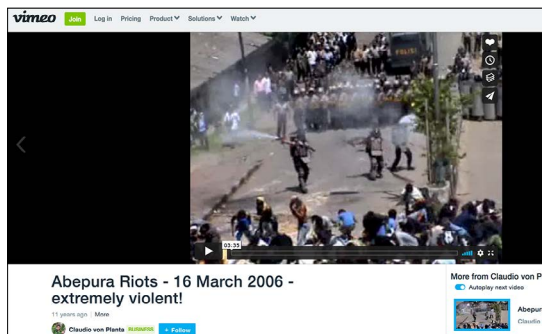 vimeo Join Log in Pricing Product Solutions Watch
POLISI
03:35
Abepura Riots - 16 March 2006 -
extremely violent!
11 years ago | More
Claudio von Planta BUSINESS + Follow
More from Claudio von P
Autoplay next video
Abepur
Claudio